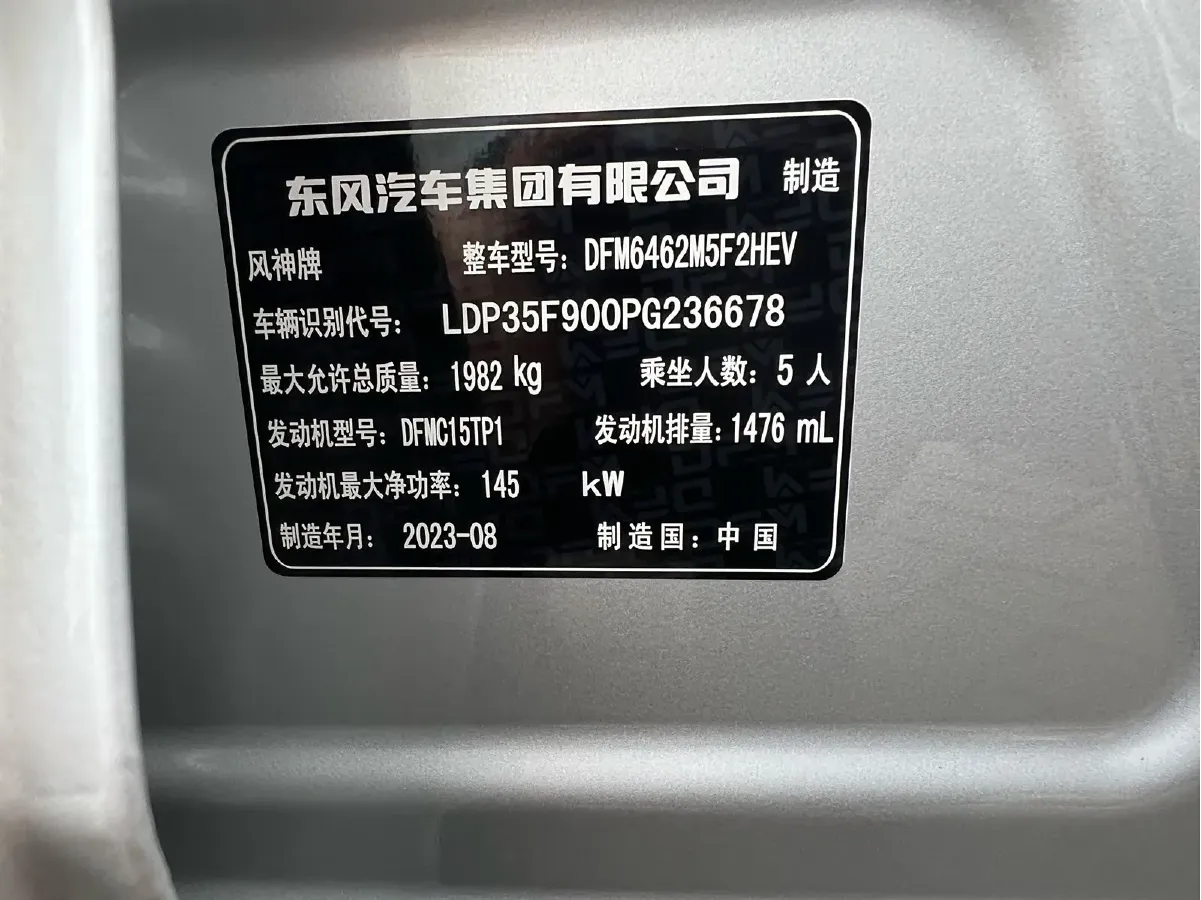 东风汽车集团有限公司 制造
风神牌 整车型号：DFM6462M5F2HEV
车辆识别代号：LDP35F900PG236678
最大允许总质量：1982 kg 乘坐人数：5 人
发动机型号：DFMC15TP1 发动机排量：1476 mL
发动机最大净功率：145 kW
制造年月：2023-08 制造国：中国